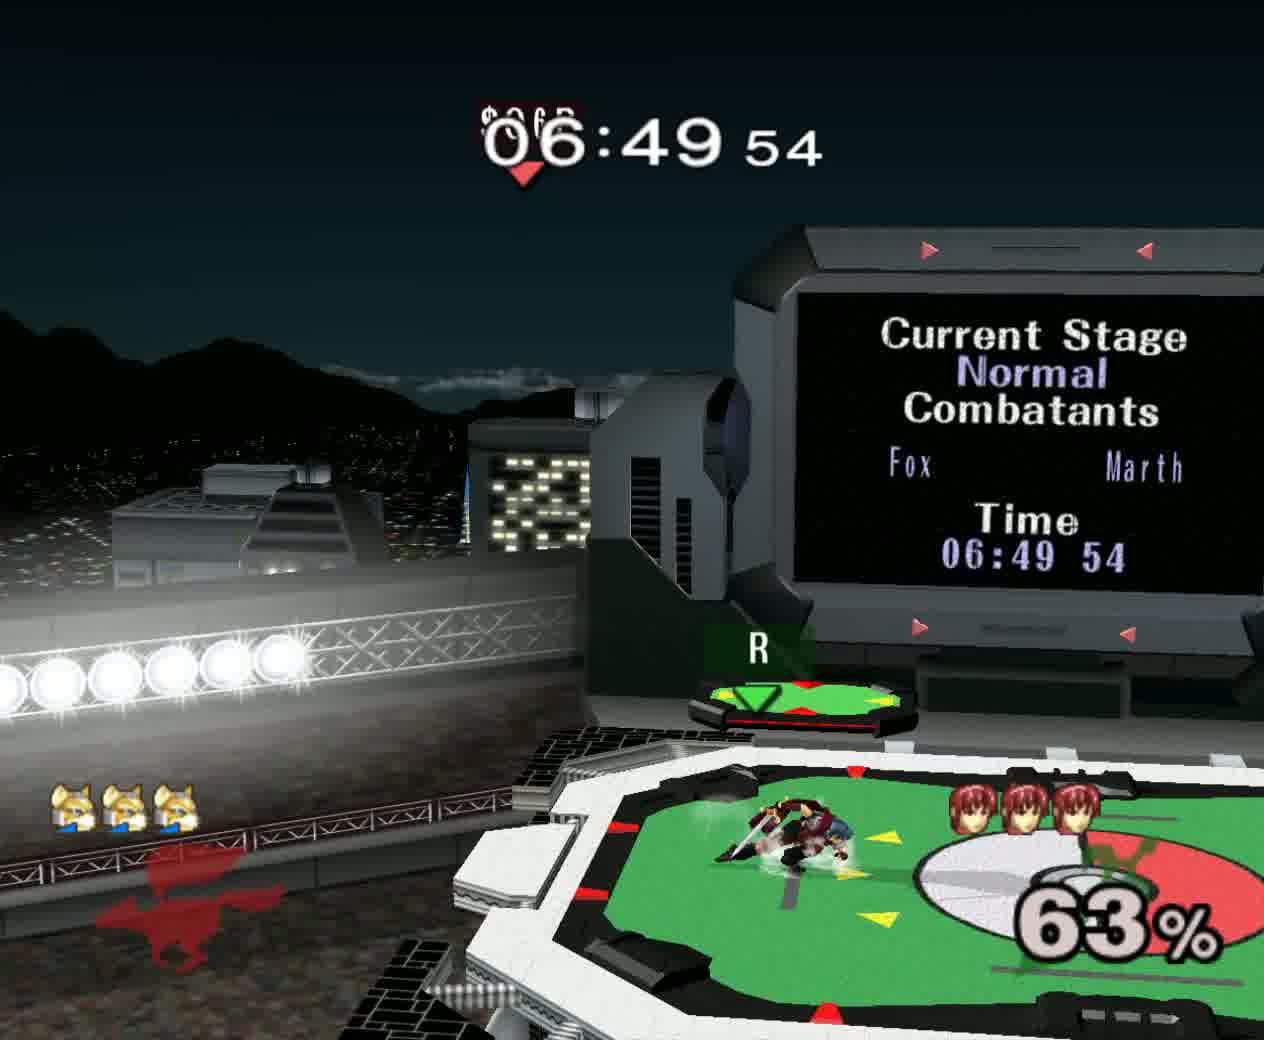 06:49 54
Current Stage
Normal
Combatants
Fox Marth
Time
06:49 54
R
63%